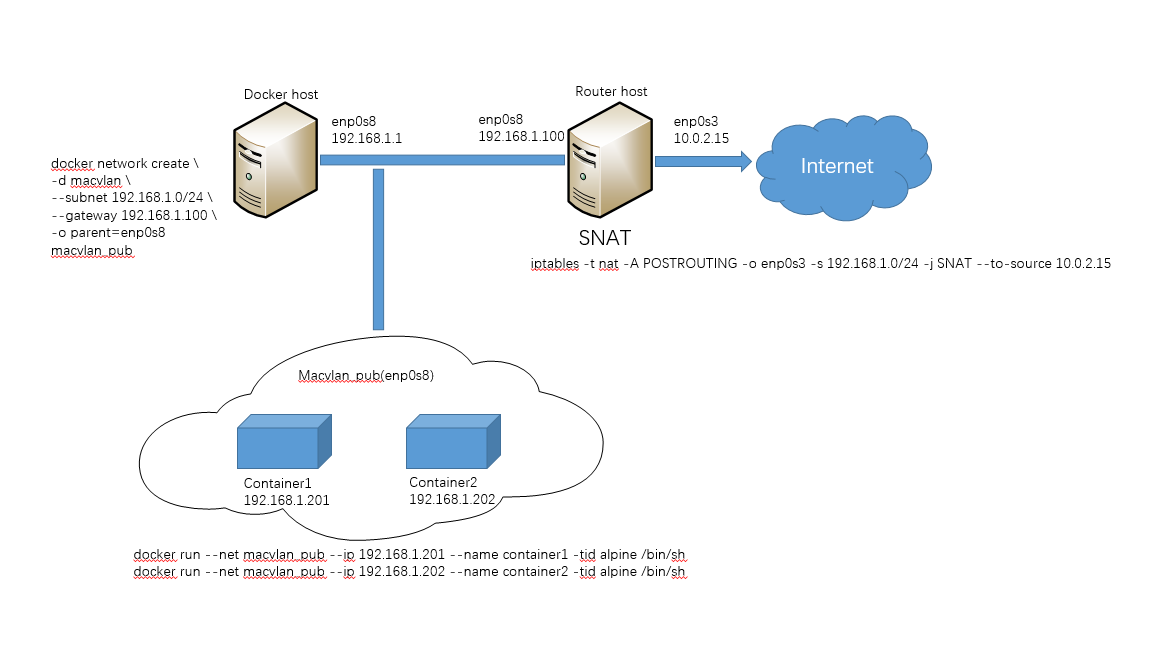 Docker host
Router host
enp0s8
192.168.1.1
enp0s8
192.168.1.100
enp0s3
10.0.2.15
Internet
docker network create \
-d macvlan \
--subnet 192.168.1.0/24 \
--gateway 192.168.1.100 \
-o parent=enp0s8
macvlan_pub
SNAT
iptables -t nat -A POSTROUTING -o enp0s3 -s 192.168.1.0/24 -j SNAT --to-source 10.0.2.15
Macvlan_pub(enp0s8)
Container1
192.168.1.201
Container2
192.168.1.202
docker run --net macvlan_pub --ip 192.168.1.201 --name container1 -tid alpine /bin/sh
docker run --net macvlan_pub --ip 192.168.1.202 --name container2 -tid alpine /bin/sh